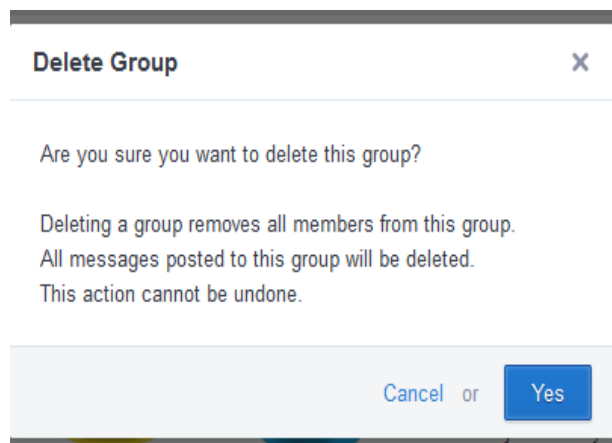 Delete Group
Are you sure you want to delete this group?
Deleting a group removes all members from this group.
All messages posted to this group will be deleted.
This action cannot be undone.
Cancel or Yes